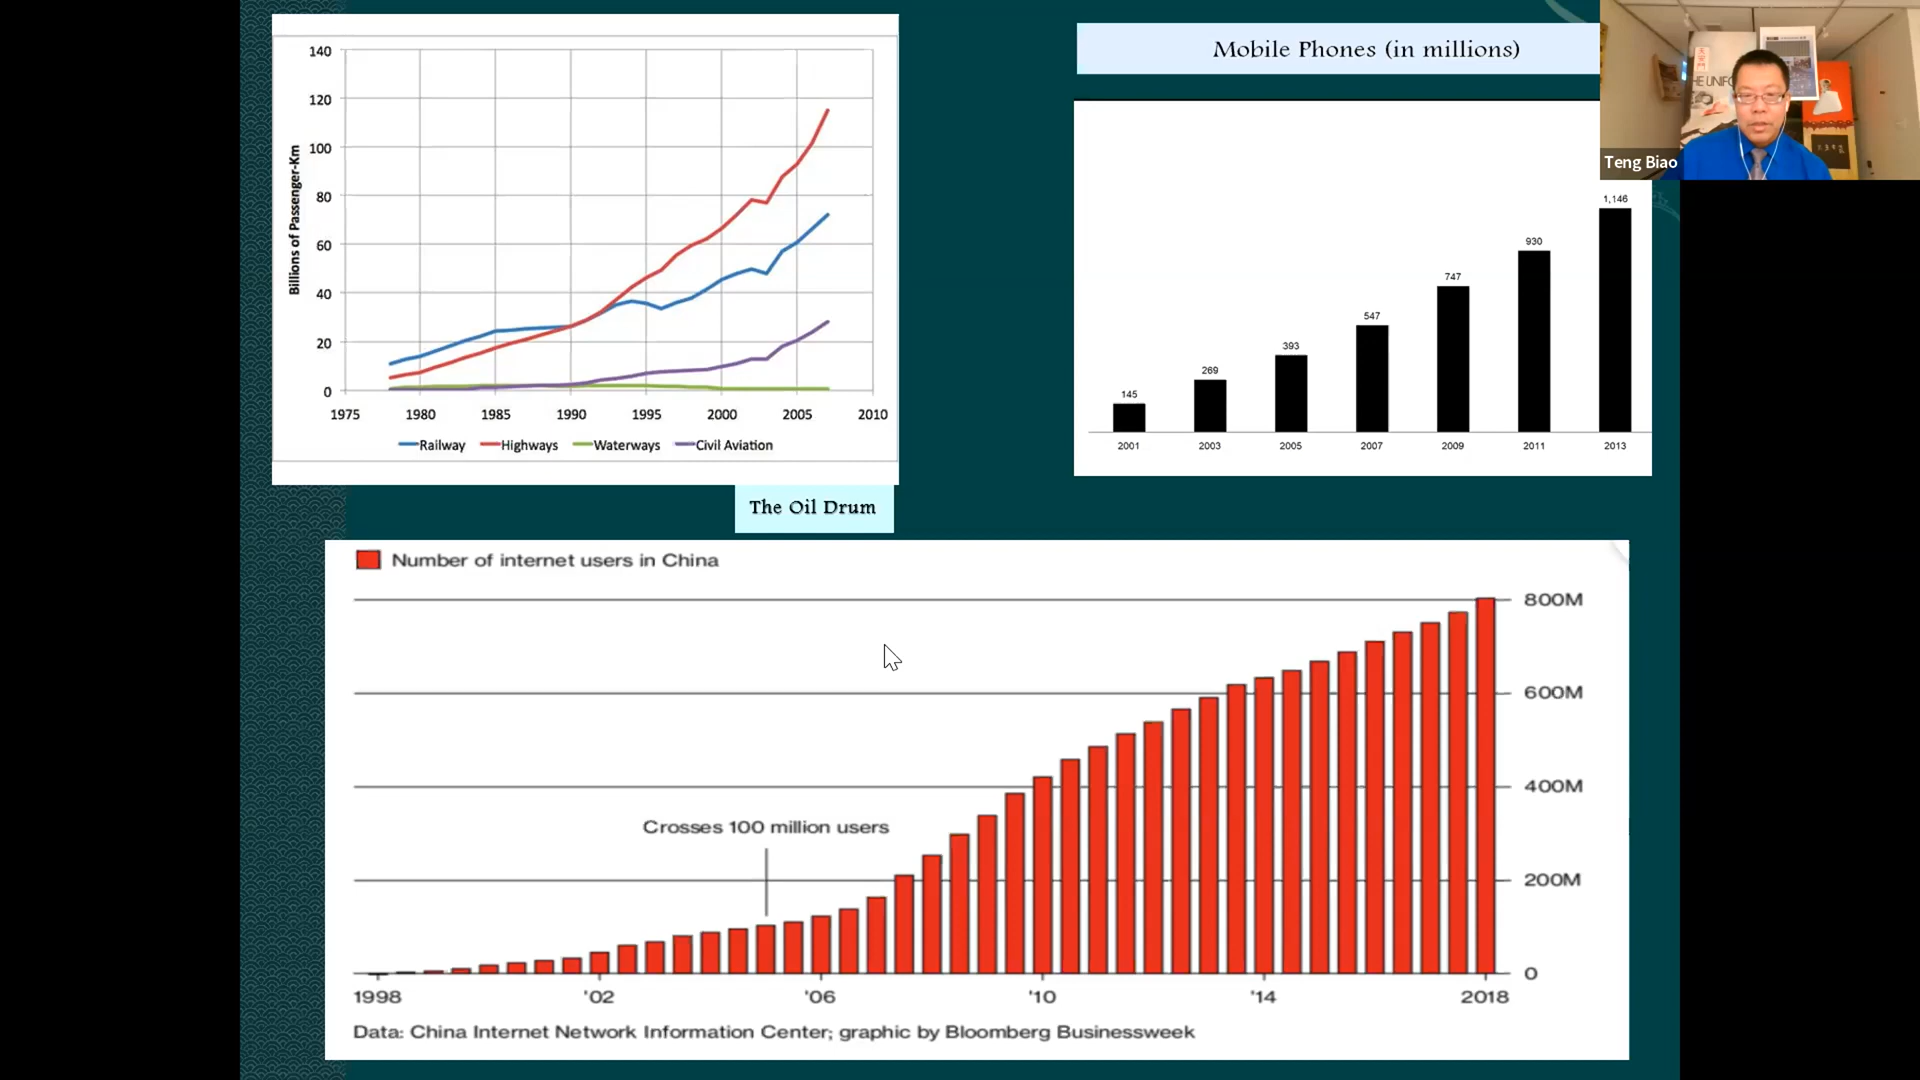 140
120
100
80
60
40
20
0
Billions of Passenger-Km
1975 1980 1985 1990 1995 2000 2005 2010
Railway Highways Waterways Civil Aviation
The Oil Drum
Mobile Phones (in millions)
145 269 393 547 747 930 1,146
2001 2003 2005 2007 2009 2011 2013
Teng Biao
Number of internet users in China
800M
600M
400M
200M
0
Crosses 100 million users
1998 '02 '06 '10 '14 2018
Data: China Internet Network Information Center; graphic by Bloomberg Businessweek